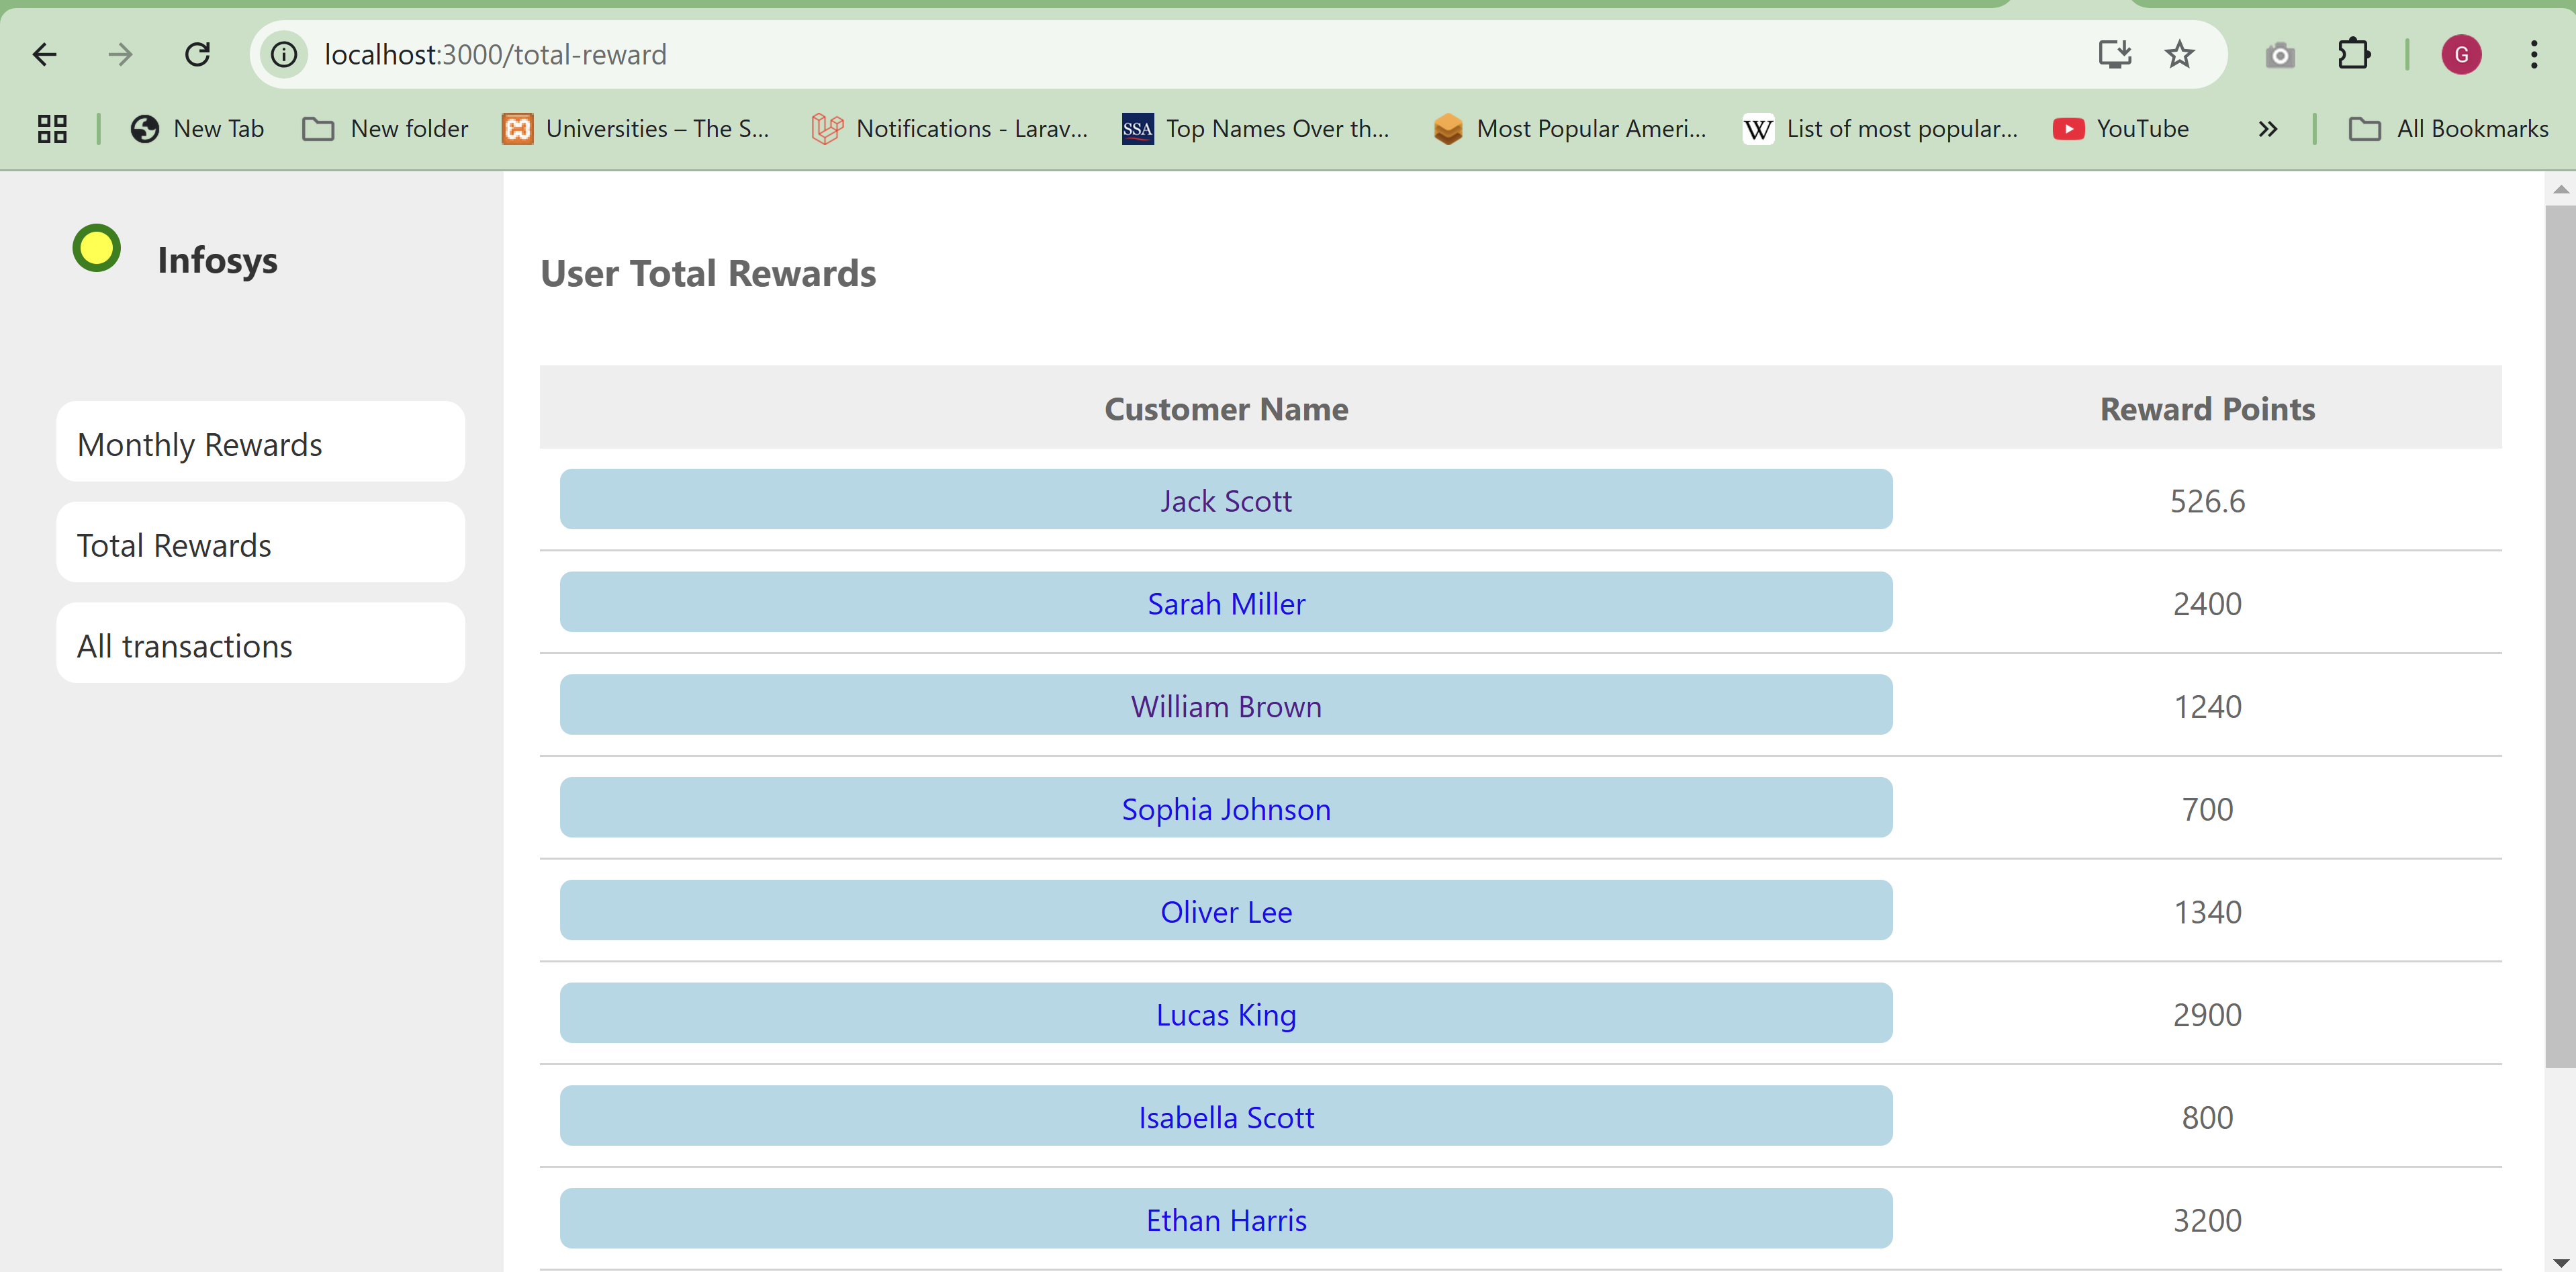 localhost:3000/total-reward
G
New Tab
New folder
Universities – The S...
Notifications - Larav...
SSA
Top Names Over th...
Most Popular Ameri...
W
List of most popular...
YouTube
All Bookmarks
Infosys
Monthly Rewards
Total Rewards
All transactions
User Total Rewards
Customer Name Reward Points
Jack Scott 526.6
Sarah Miller 2400
William Brown 1240
Sophia Johnson 700
Oliver Lee 1340
Lucas King 2900
Isabella Scott 800
Ethan Harris 3200